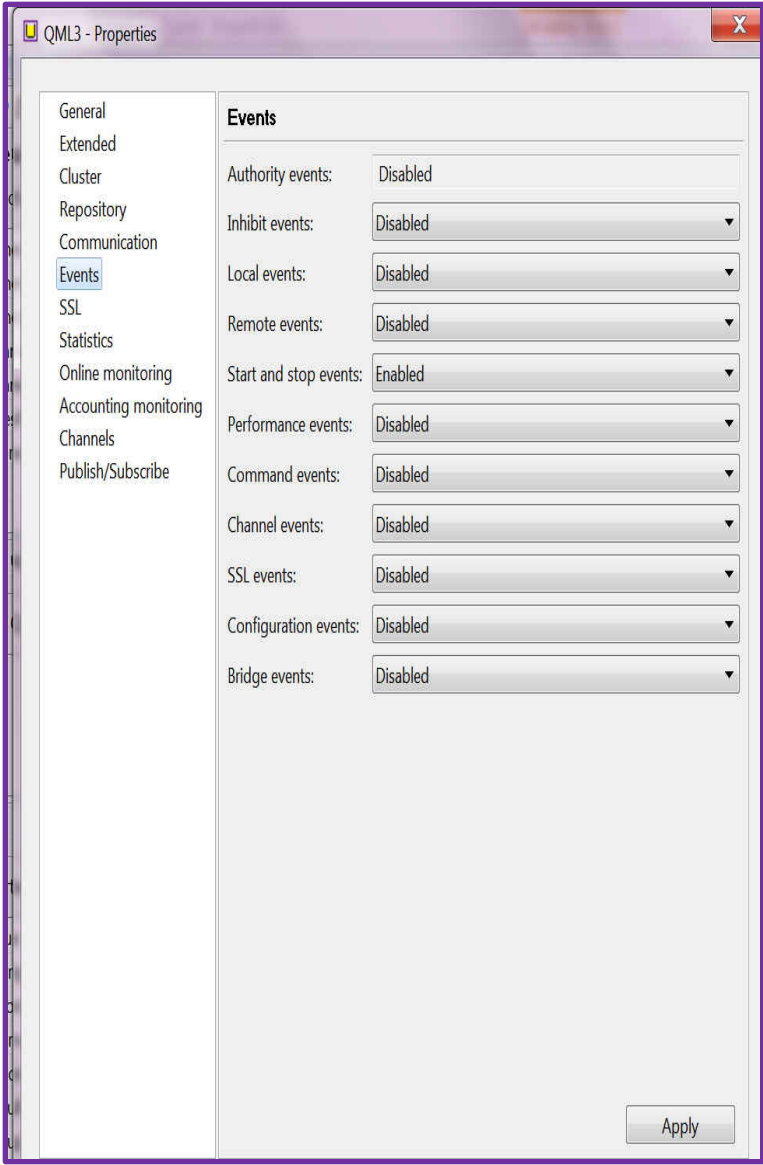 QML3 - Properties
X
General
Extended
Cluster
Repository
Communication
Events
SSL
Statistics
Online monitoring
Accounting monitoring
Channels
Publish/Subscribe
Events
Authority events: Disabled
Inhibit events: Disabled
Local events: Disabled
Remote events: Disabled
Start and stop events: Enabled
Performance events: Disabled
Command events: Disabled
Channel events: Disabled
SSL events: Disabled
Configuration events: Disabled
Bridge events: Disabled
Apply